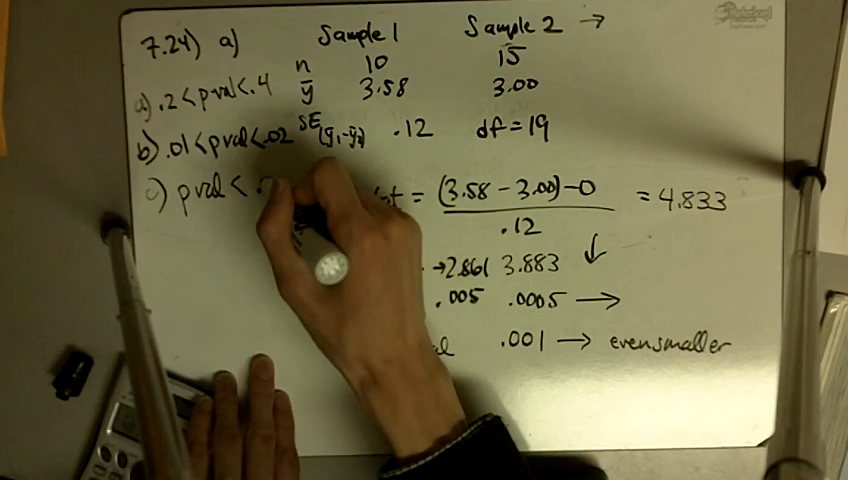 7.24) a) Sample 1 Sample 2 →
n 10 15
a) .2 < pval < .4 ȳ 3.58 3.00
b) .01 < pval < .02 SE(ȳ₁-ȳ₂) .12 df = 19
c) pval < .
t = (3.58 - 3.00) - 0 = 4.833
.12
→ 2.861 3.883 ↓
.005 .0005 →
.001 → even smaller